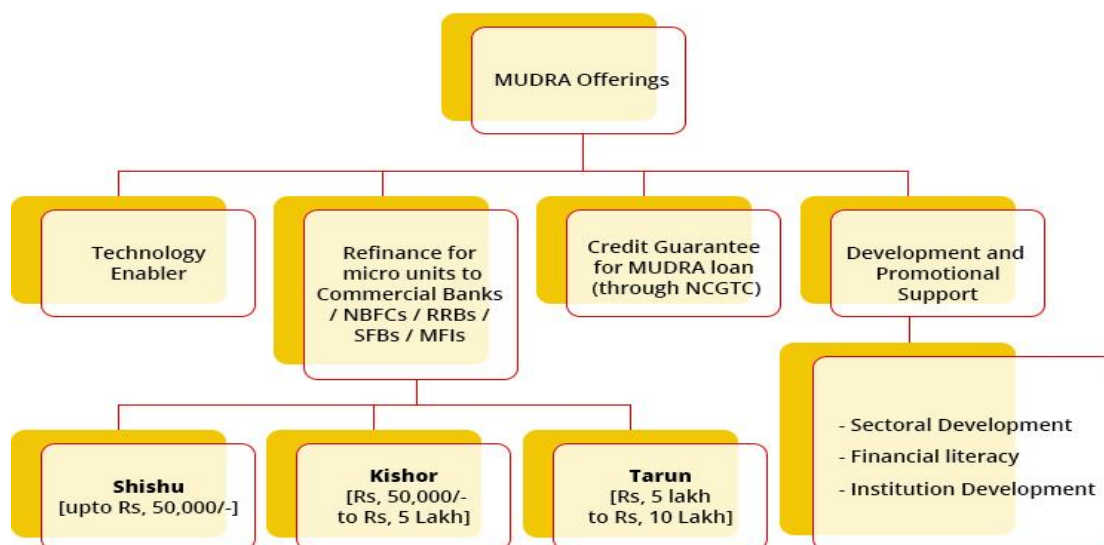 MUDRA Offerings
Technology
Enabler
Refinance for
micro units to
Commercial Banks
/ NBFCs / RRBs /
SFBs / MFIs
Credit Guarantee
for MUDRA loan
(through NCGTC)
Development and
Promotional
Support
Shishu
[upto Rs, 50,000/-]
Kishor
[Rs, 50,000/-
to Rs, 5 Lakh]
Tarun
[Rs, 5 lakh
to Rs, 10 Lakh]
- Sectoral Development
- Financial literacy
- Institution Development